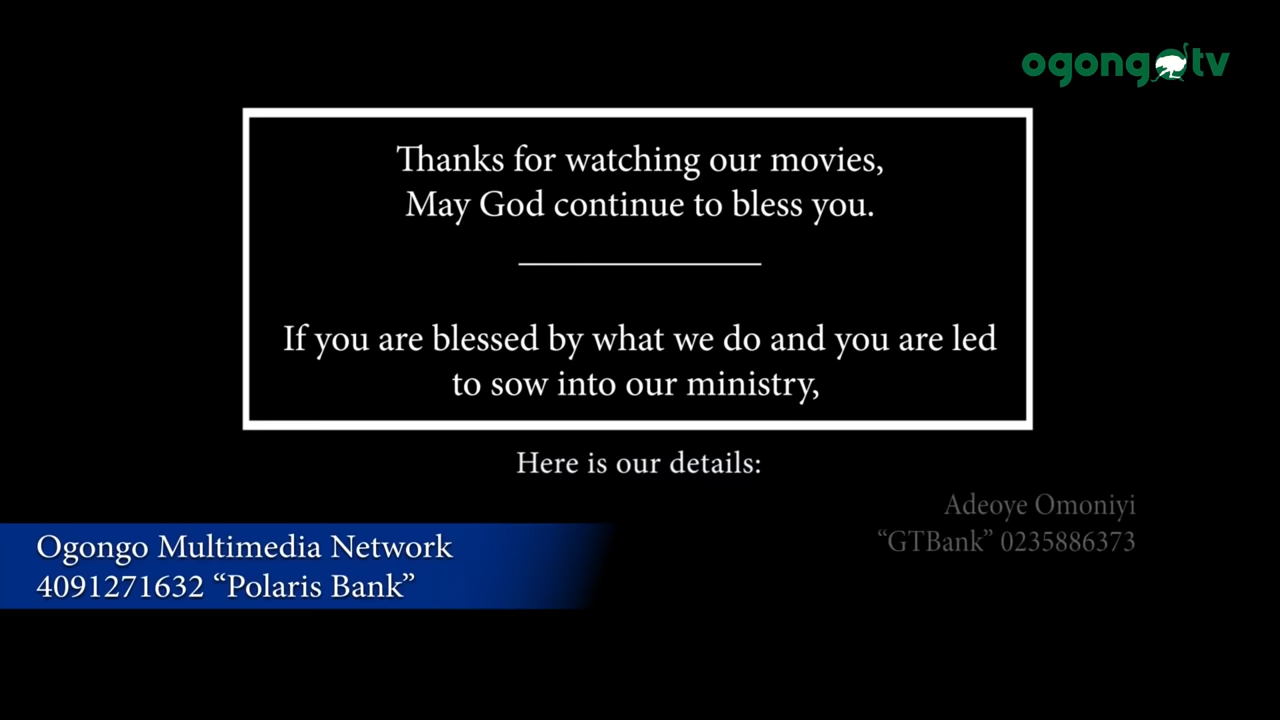 ogongotv
Thanks for watching our movies,
May God continue to bless you.
If you are blessed by what we do and you are led
to sow into our ministry,
Here is our details:
Adeoye Omoniyi
“GTBank” 0235886373
Ogongo Multimedia Network
4091271632 “Polaris Bank”